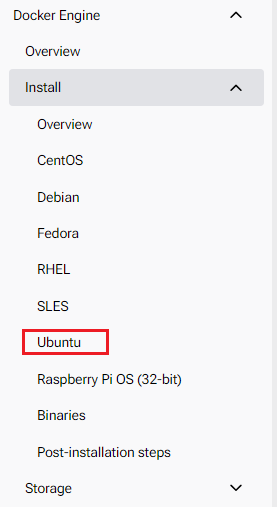 Docker Engine
Overview
Install
Overview
CentOS
Debian
Fedora
RHEL
SLES
Ubuntu
Raspberry Pi OS (32-bit)
Binaries
Post-installation steps
Storage